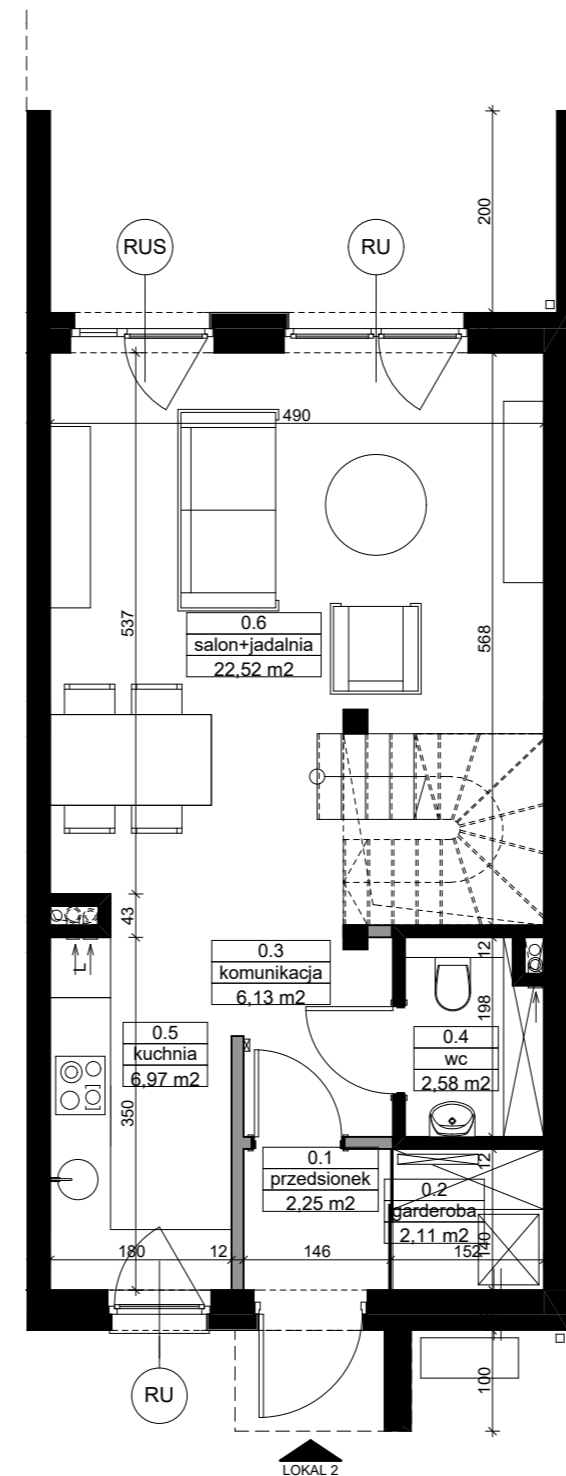 200
RUS
RU
490
537
568
0.6
salon+jadalnia
22,52 m2
43
12
0.3
komunikacja
6,13 m2
198
L
0.5
kuchnia
6,97 m2
0.4
wc
2,58 m2
350
0.1
przedsionek
2,25 m2
12
0.2
garderoba
2,11 m2
140
180
12
146
152
RU
100
LOKAL 2